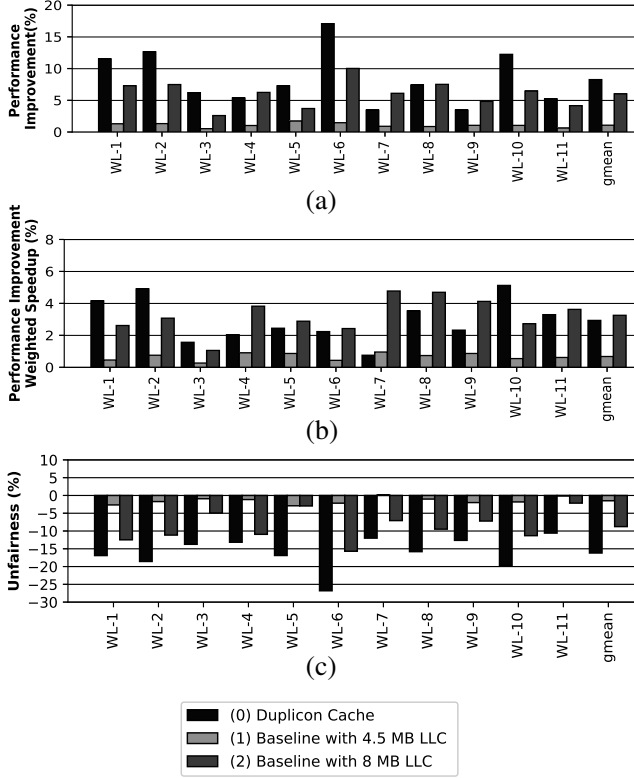 20
15
10
5
0
Performance
Improvement(%)
WL-1
WL-2
WL-3
WL-4
WL-5
WL-6
WL-7
WL-8
WL-9
WL-10
WL-11
gmean
(a)
8
6
4
2
0
Performance Improvement
Weighted Speedup (%)
WL-1
WL-2
WL-3
WL-4
WL-5
WL-6
WL-7
WL-8
WL-9
WL-10
WL-11
gmean
(b)
10
5
0
−5
−10
−15
−20
−25
−30
Unfairness (%)
WL-1
WL-2
WL-3
WL-4
WL-5
WL-6
WL-7
WL-8
WL-9
WL-10
WL-11
gmean
(c)
(0) Duplicon Cache
(1) Baseline with 4.5 MB LLC
(2) Baseline with 8 MB LLC